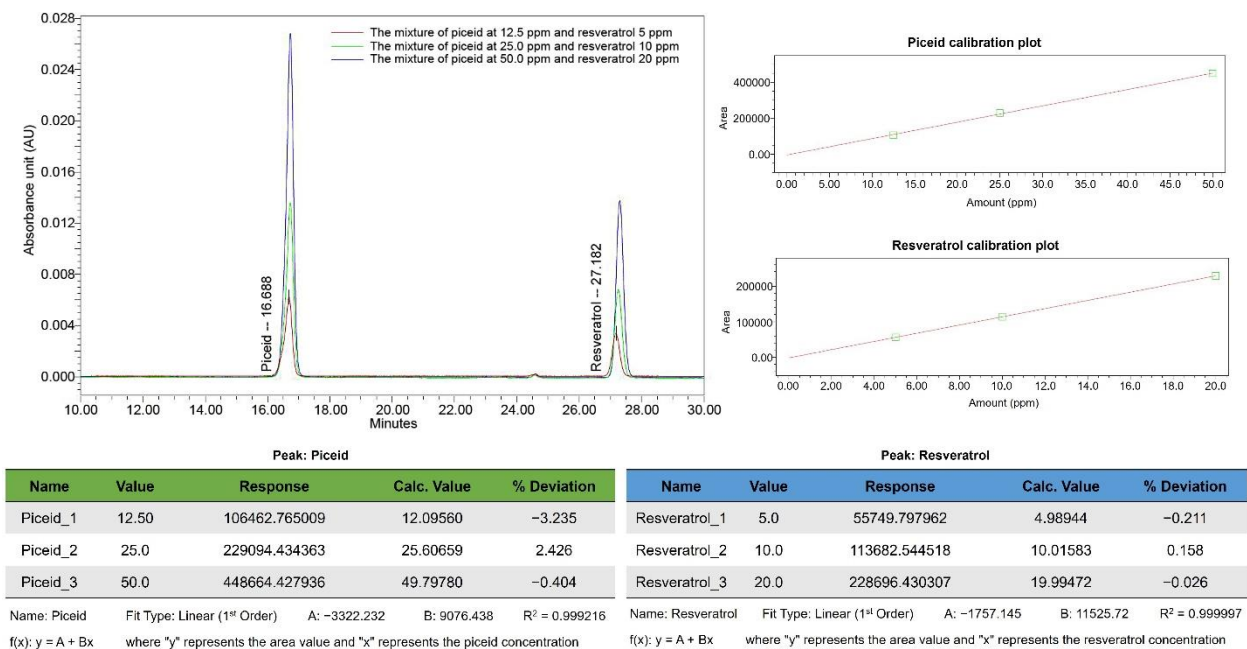 0.028
0.024
0.020
0.016
0.012
0.008
0.004
0.000
Absorbance unit (AU)
The mixture of piceid at 12.5 ppm and resveratrol 5 ppm
The mixture of piceid at 25.0 ppm and resveratrol 10 ppm
The mixture of piceid at 50.0 ppm and resveratrol 20 ppm
Piceid -- 16.688
Resveratrol -- 27.182
10.00 12.00 14.00 16.00 18.00 20.00 22.00 24.00 26.00 28.00 30.00
Minutes
Piceid calibration plot
400000
200000
0.00
Area
0.00 5.00 10.0 15.0 20.0 25.0 30.0 35.0 40.0 45.0 50.0
Amount (ppm)
Resveratrol calibration plot
200000
100000
0.00
Area
0.00 2.00 4.00 6.00 8.00 10.0 12.0 14.0 16.0 18.0 20.0
Amount (ppm)
Peak: Piceid
Name Value Response Calc. Value % Deviation
Piceid_1 12.50 106462.765009 12.09560 −3.235
Piceid_2 25.0 229094.434363 25.60659 2.426
Piceid_3 50.0 448664.427936 49.79780 −0.404
Name: Piceid Fit Type: Linear (1st Order) A: −3322.232 B: 9076.438 R² = 0.999216
f(x): y = A + Bx where "y" represents the area value and "x" represents the piceid concentration
Peak: Resveratrol
Name Value Response Calc. Value % Deviation
Resveratrol_1 5.0 55749.797962 4.98944 −0.211
Resveratrol_2 10.0 113682.544518 10.01583 0.158
Resveratrol_3 20.0 228696.430307 19.99472 −0.026
Name: Resveratrol Fit Type: Linear (1st Order) A: −1757.145 B: 11525.72 R² = 0.999997
f(x): y = A + Bx where "y" represents the area value and "x" represents the resveratrol concentration